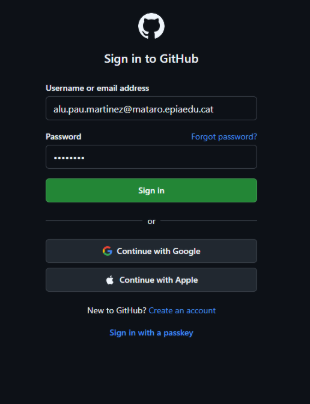 Sign in to GitHub
Username or email address
alu.pau.martinez@mataro.epiaedu.cat
Password Forgot password?
••••••••
Sign in
or
Continue with Google
Continue with Apple
New to GitHub? Create an account
Sign in with a passkey